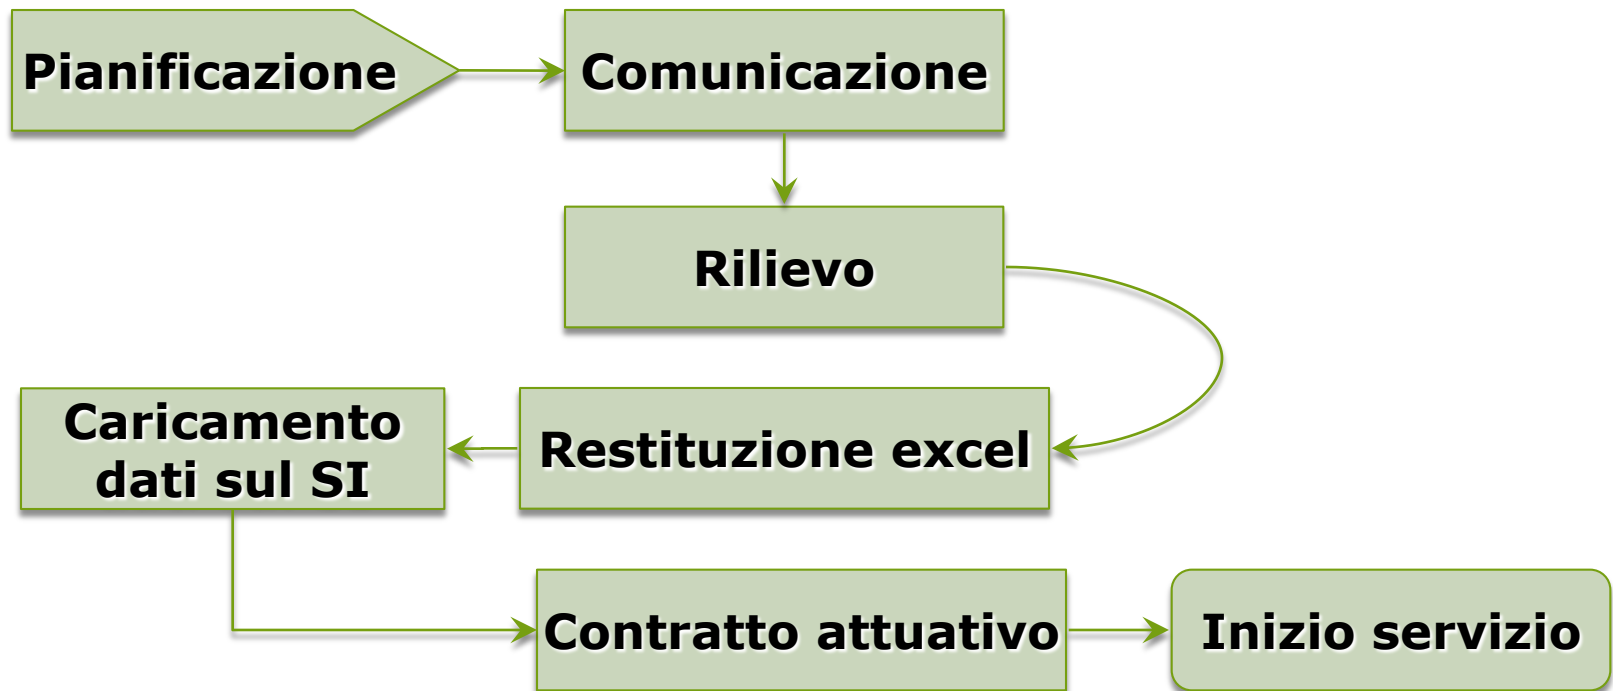 Pianificazione
Comunicazione
Rilievo
Restituzione excel
Caricamento
dati sul SI
Contratto attuativo
Inizio servizio